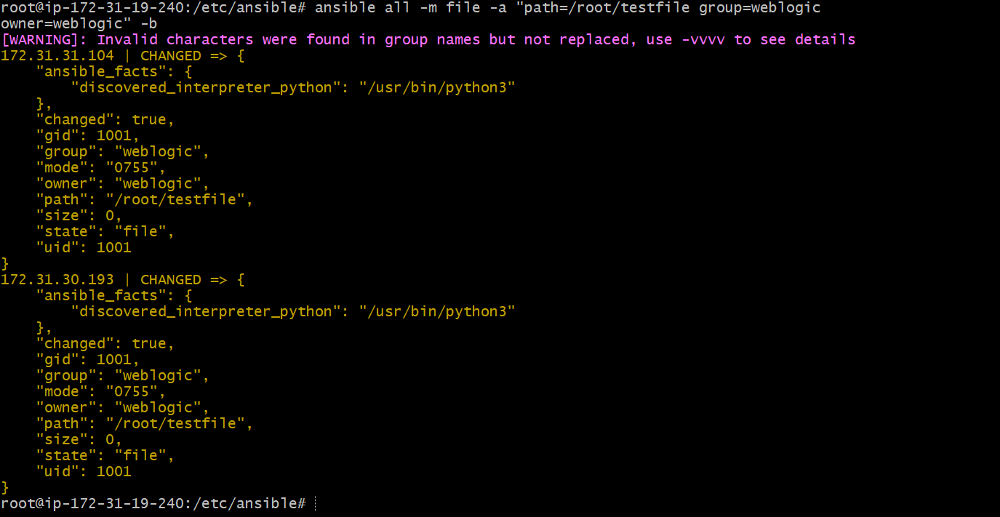 root@ip-172-31-19-240:/etc/ansible# ansible all -m file -a "path=/root/testfile group=weblogic
owner=weblogic" -b
[WARNING]: Invalid characters were found in group names but not replaced, use -vvvv to see details
172.31.31.104 | CHANGED => {
    "ansible_facts": {
        "discovered_interpreter_python": "/usr/bin/python3"
    },
    "changed": true,
    "gid": 1001,
    "group": "weblogic",
    "mode": "0755",
    "owner": "weblogic",
    "path": "/root/testfile",
    "size": 0,
    "state": "file",
    "uid": 1001
}
172.31.30.193 | CHANGED => {
    "ansible_facts": {
        "discovered_interpreter_python": "/usr/bin/python3"
    },
    "changed": true,
    "gid": 1001,
    "group": "weblogic",
    "mode": "0755",
    "owner": "weblogic",
    "path": "/root/testfile",
    "size": 0,
    "state": "file",
    "uid": 1001
}
root@ip-172-31-19-240:/etc/ansible#